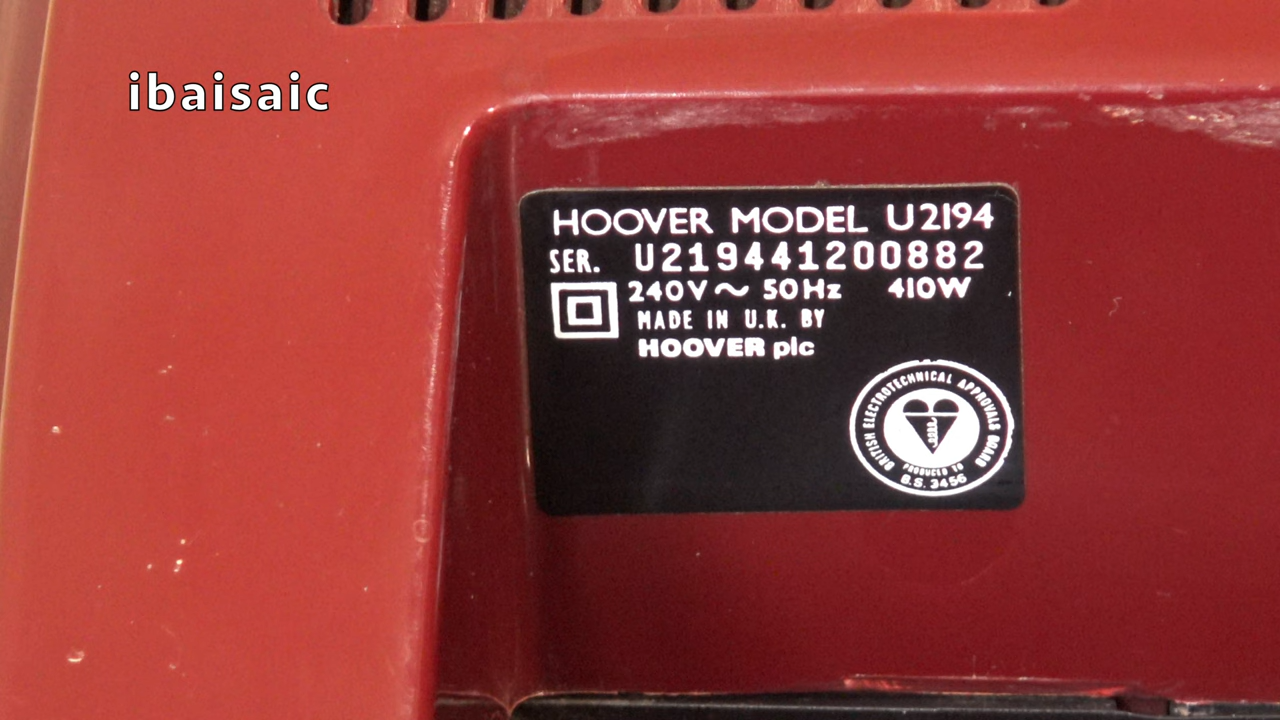 ibaisaic
HOOVER MODEL U2194
SER. U219441200882
240V~ 50Hz 410W
MADE IN U.K. BY
HOOVER plc
BRITISH ELECTROTECHNICAL APPROVALS BOARD
PRODUCED TO
B.S. 3456